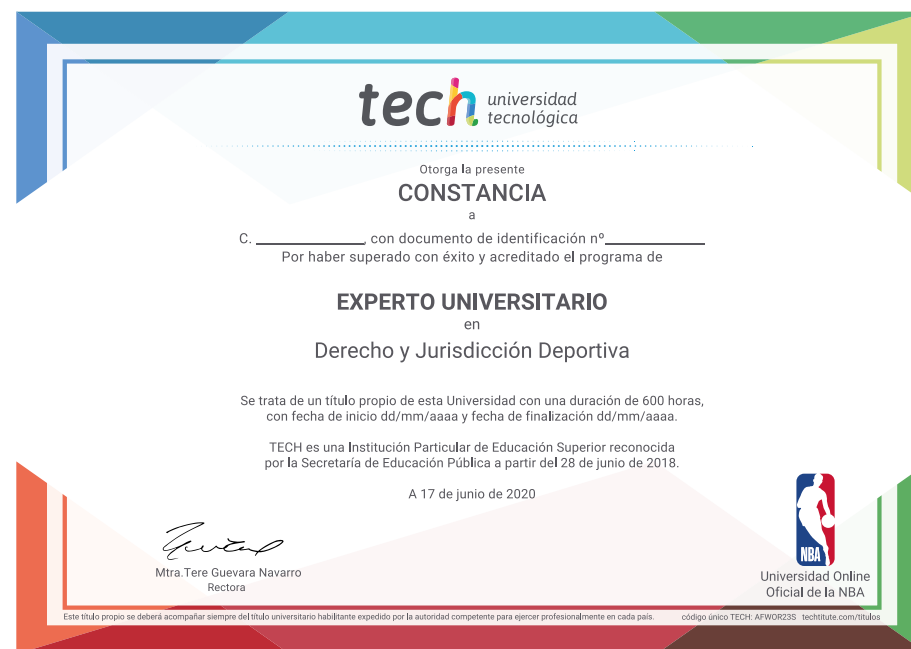 tech universidad
tecnológica
Otorga la presente
CONSTANCIA
a
C. ____________, con documento de identificación nº____________
Por haber superado con éxito y acreditado el programa de
EXPERTO UNIVERSITARIO
en
Derecho y Jurisdicción Deportiva
Se trata de un título propio de esta Universidad con una duración de 600 horas,
con fecha de inicio dd/mm/aaaa y fecha de finalización dd/mm/aaaa.
TECH es una Institución Particular de Educación Superior reconocida
por la Secretaría de Educación Pública a partir del 28 de junio de 2018.
A 17 de junio de 2020
Mtra.Tere Guevara Navarro
Rectora
NBA
Universidad Online
Oficial de la NBA
Este título propio se deberá acompañar siempre del título universitario habilitante expedido por la autoridad competente para ejercer profesionalmente en cada país. código único TECH: AFWOR23S techtitute.com/titulos